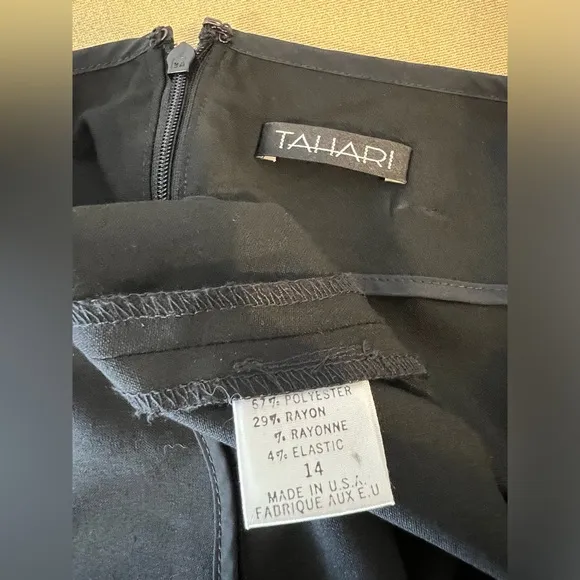 TAHARI
67% POLYESTER
29% RAYON
% RAYONNE
4% ELASTIC
14
MADE IN U.S.A.
FABRIQUE AUX E.U